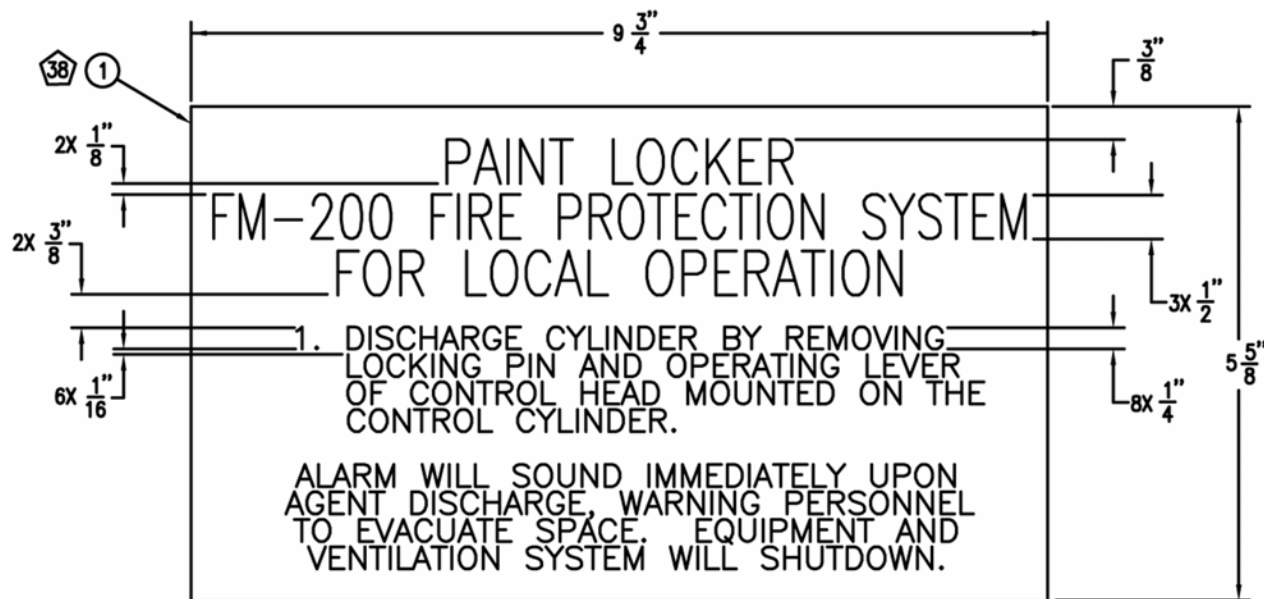 9 3/4"
38 1
3/8"
2X 1/8"
PAINT LOCKER
FM-200 FIRE PROTECTION SYSTEM
2X 3/8"
FOR LOCAL OPERATION
3X 1/2"
1. DISCHARGE CYLINDER BY REMOVING
LOCKING PIN AND OPERATING LEVER
5 5/8"
6X 1/16"
OF CONTROL HEAD MOUNTED ON THE
8X 1/4"
CONTROL CYLINDER.
ALARM WILL SOUND IMMEDIATELY UPON
AGENT DISCHARGE, WARNING PERSONNEL
TO EVACUATE SPACE. EQUIPMENT AND
VENTILATION SYSTEM WILL SHUTDOWN.